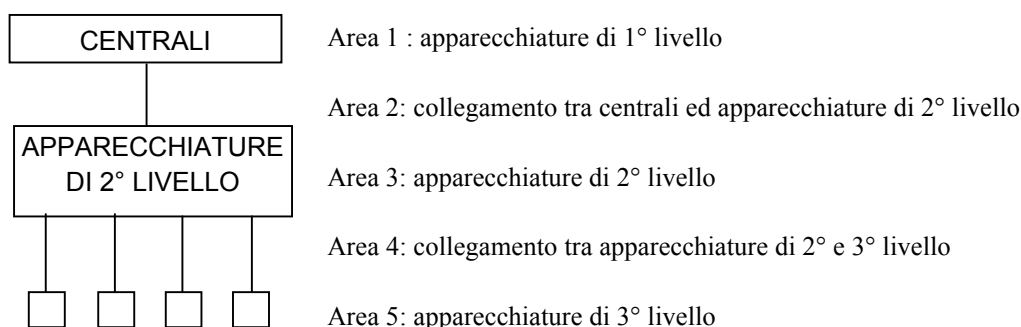 CENTRALI
Area 1 : apparecchiature di 1° livello
Area 2: collegamento tra centrali ed apparecchiature di 2° livello
APPARECCHIATURE
DI 2° LIVELLO
Area 3: apparecchiature di 2° livello
Area 4: collegamento tra apparecchiature di 2° e 3° livello
Area 5: apparecchiature di 3° livello